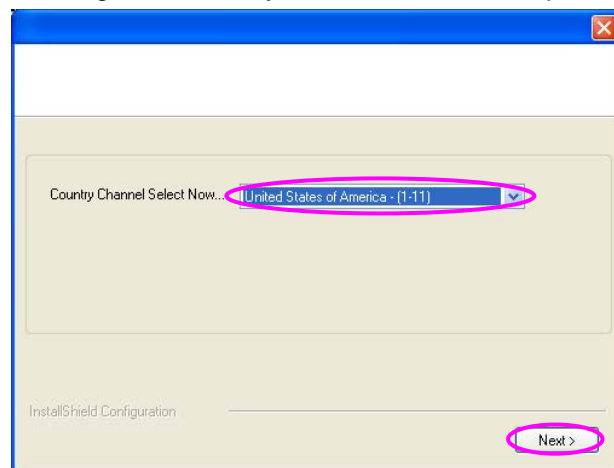 Country Channel Select Now...
United States of America - (1-11)
InstallShield Configuration
Next >